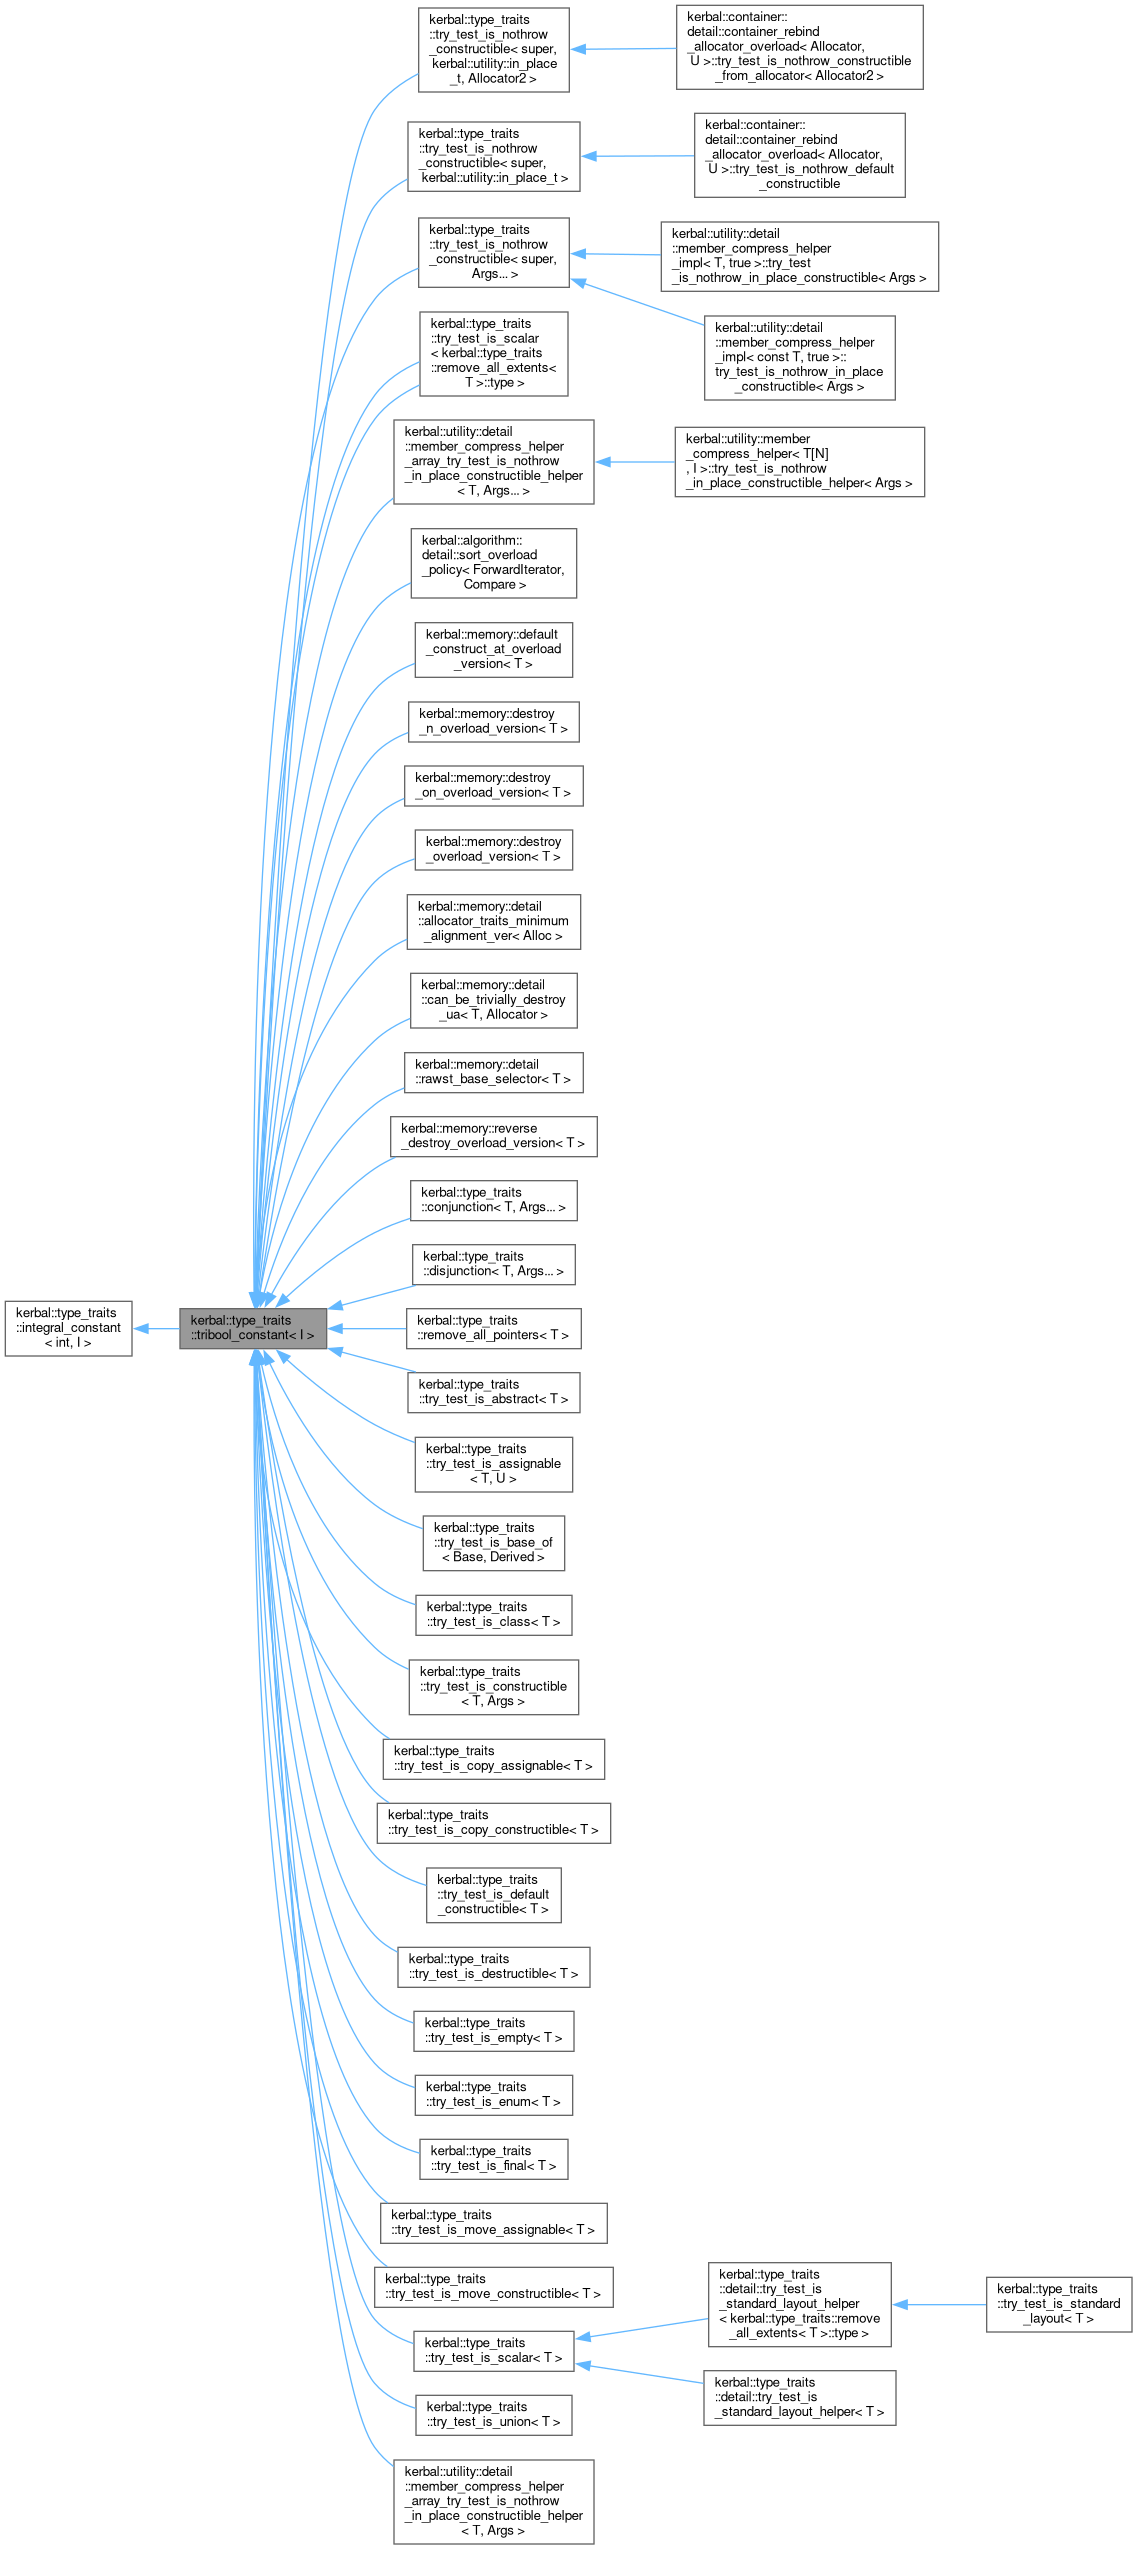 kerbal::type_traits
::try_test_is_nothrow
_constructible< super,
kerbal::utility::in_place
_t, Allocator2 >
kerbal::container::
detail::container_rebind
_allocator_overload< Allocator,
U >::try_test_is_nothrow_constructible
_from_allocator< Allocator2 >
kerbal::type_traits
::try_test_is_nothrow
_constructible< super,
kerbal::utility::in_place_t >
kerbal::container::
detail::container_rebind
_allocator_overload< Allocator,
U >::try_test_is_nothrow_default
_constructible
kerbal::type_traits
::try_test_is_nothrow
_constructible< super,
Args... >
kerbal::utility::detail
::member_compress_helper
_impl< T, true >::try_test
_is_nothrow_in_place_constructible< Args >
kerbal::utility::detail
::member_compress_helper
_impl< const T, true >::
try_test_is_nothrow_in_place
_constructible< Args >
kerbal::type_traits
::try_test_is_scalar
< kerbal::type_traits
::remove_all_extents<
T >::type >
kerbal::utility::detail
::member_compress_helper
_array_try_test_is_nothrow
_in_place_constructible_helper
< T, Args... >
kerbal::utility::member
_compress_helper< T[N]
, I >::try_test_is_nothrow
_in_place_constructible_helper< Args >
kerbal::algorithm::
detail::sort_overload
_policy< ForwardIterator,
Compare >
kerbal::memory::default
_construct_at_overload
_version< T >
kerbal::memory::destroy
_n_overload_version< T >
kerbal::memory::destroy
_on_overload_version< T >
kerbal::memory::destroy
_overload_version< T >
kerbal::memory::detail
::allocator_traits_minimum
_alignment_ver< Alloc >
kerbal::memory::detail
::can_be_trivially_destroy
_ua< T, Allocator >
kerbal::memory::detail
::rawst_base_selector< T >
kerbal::memory::reverse
_destroy_overload_version< T >
kerbal::type_traits
::conjunction< T, Args... >
kerbal::type_traits
::disjunction< T, Args... >
kerbal::type_traits
::integral_constant
< int, I >
kerbal::type_traits
::tribool_constant< I >
kerbal::type_traits
::remove_all_pointers< T >
kerbal::type_traits
::try_test_is_abstract< T >
kerbal::type_traits
::try_test_is_assignable
< T, U >
kerbal::type_traits
::try_test_is_base_of
< Base, Derived >
kerbal::type_traits
::try_test_is_class< T >
kerbal::type_traits
::try_test_is_constructible
< T, Args >
kerbal::type_traits
::try_test_is_copy_assignable< T >
kerbal::type_traits
::try_test_is_copy_constructible< T >
kerbal::type_traits
::try_test_is_default
_constructible< T >
kerbal::type_traits
::try_test_is_destructible< T >
kerbal::type_traits
::try_test_is_empty< T >
kerbal::type_traits
::try_test_is_enum< T >
kerbal::type_traits
::try_test_is_final< T >
kerbal::type_traits
::try_test_is_move_assignable< T >
kerbal::type_traits
::try_test_is_move_constructible< T >
kerbal::type_traits
::try_test_is_scalar< T >
kerbal::type_traits
::detail::try_test_is
_standard_layout_helper
< kerbal::type_traits::remove
_all_extents< T >::type >
kerbal::type_traits
::try_test_is_standard
_layout< T >
kerbal::type_traits
::detail::try_test_is
_standard_layout_helper< T >
kerbal::type_traits
::try_test_is_union< T >
kerbal::utility::detail
::member_compress_helper
_array_try_test_is_nothrow
_in_place_constructible_helper
< T, Args >